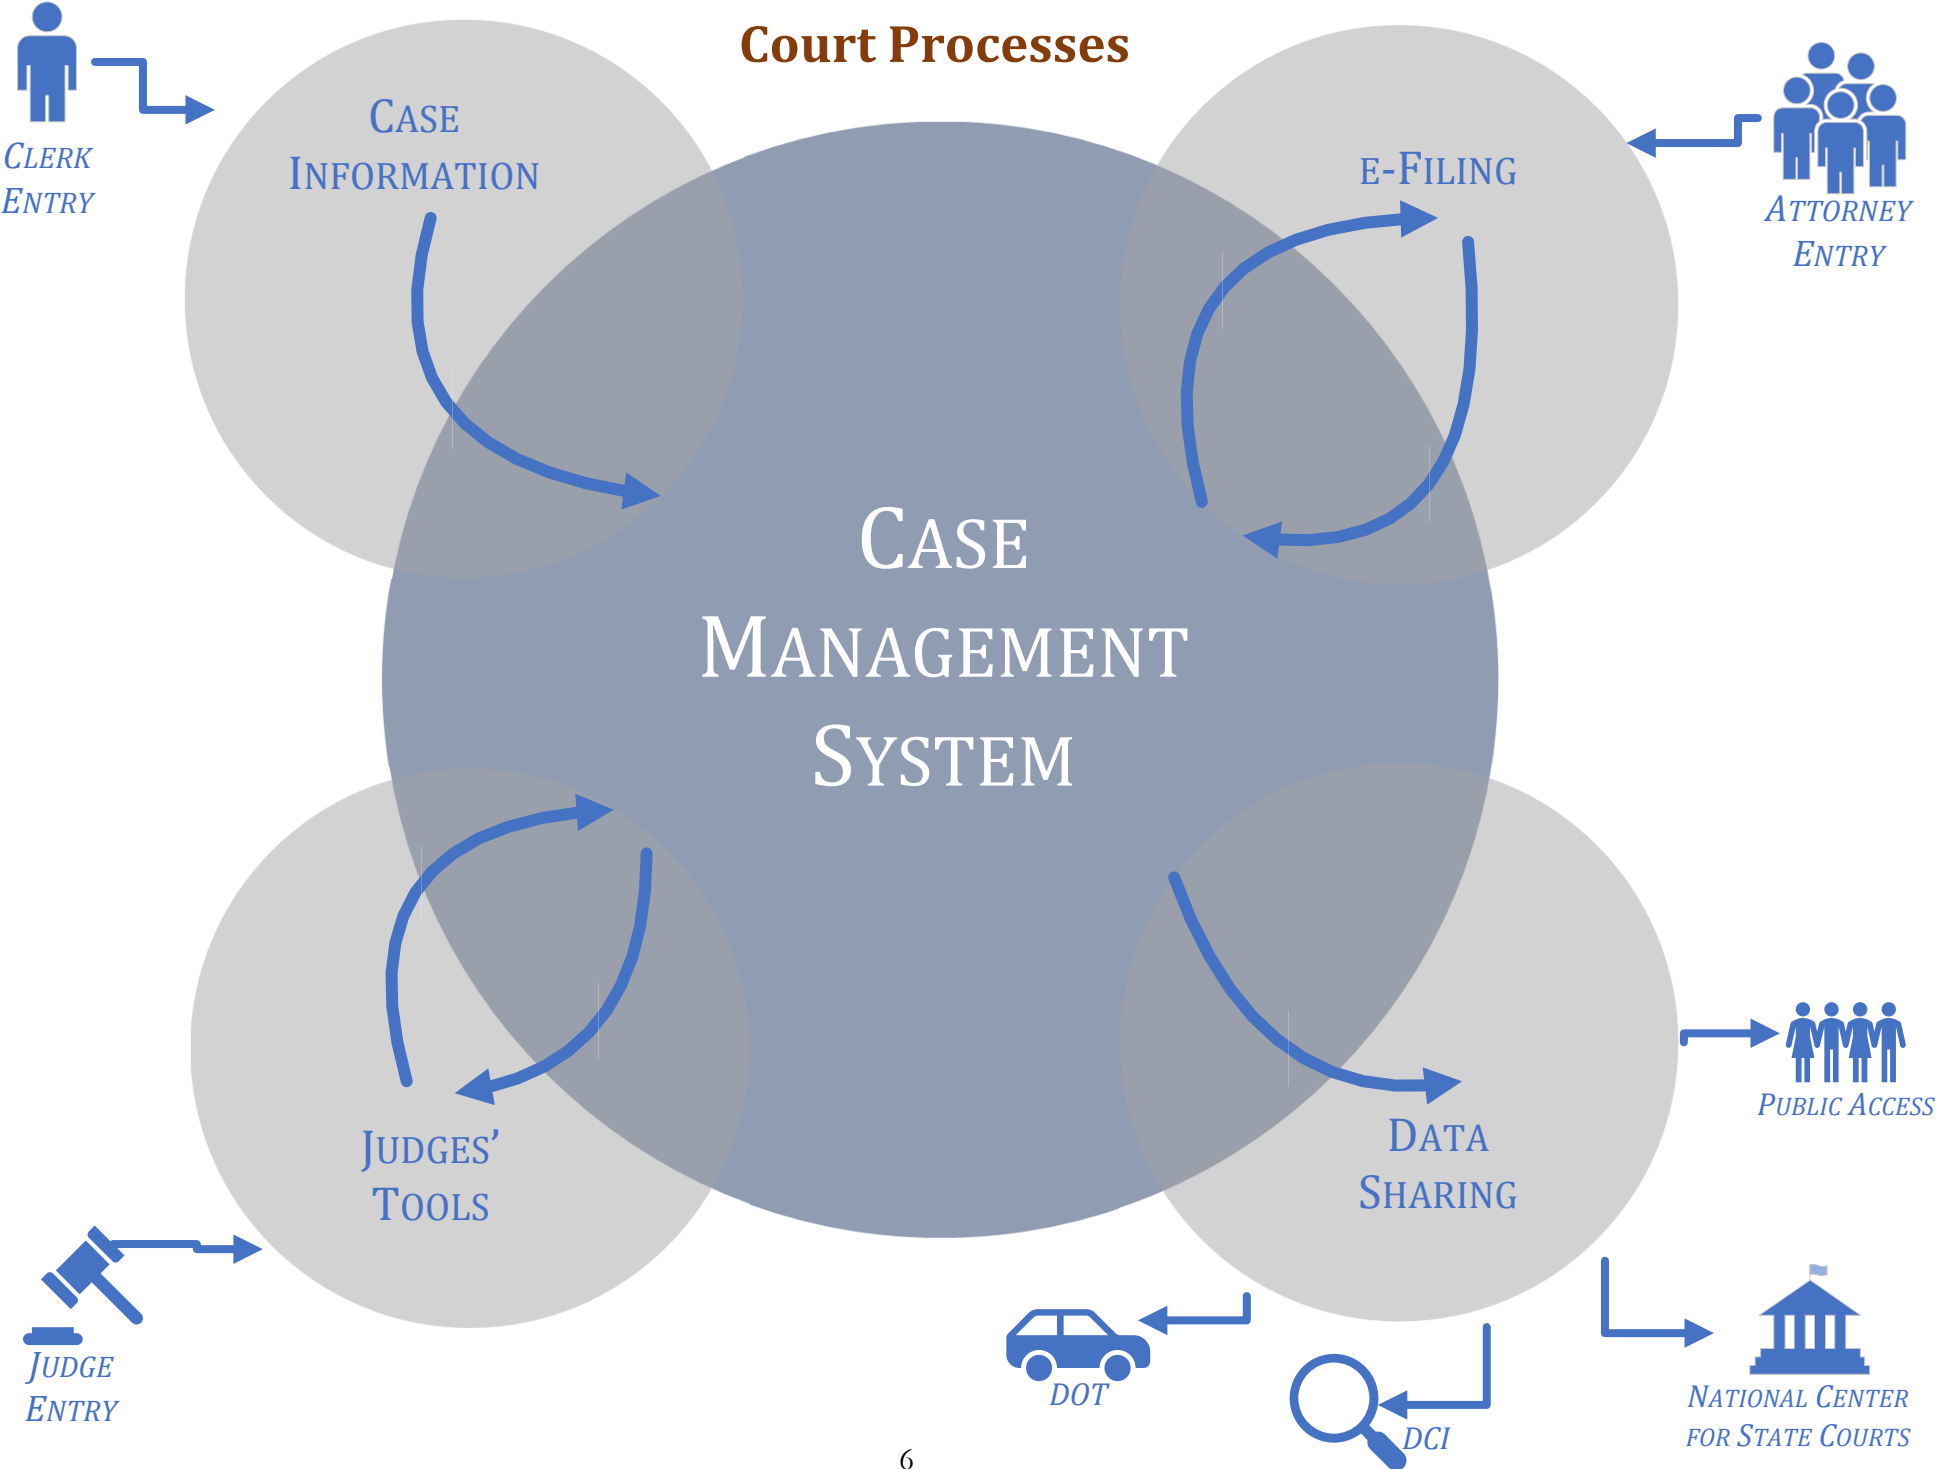 Court Processes
CASE
INFORMATION
CLERK
ENTRY
E-FILING
ATTORNEY
ENTRY
CASE
MANAGEMENT
SYSTEM
JUDGES’
TOOLS
JUDGE
ENTRY
DATA
SHARING
PUBLIC ACCESS
DOT
DCI
NATIONAL CENTER
FOR STATE COURTS
6